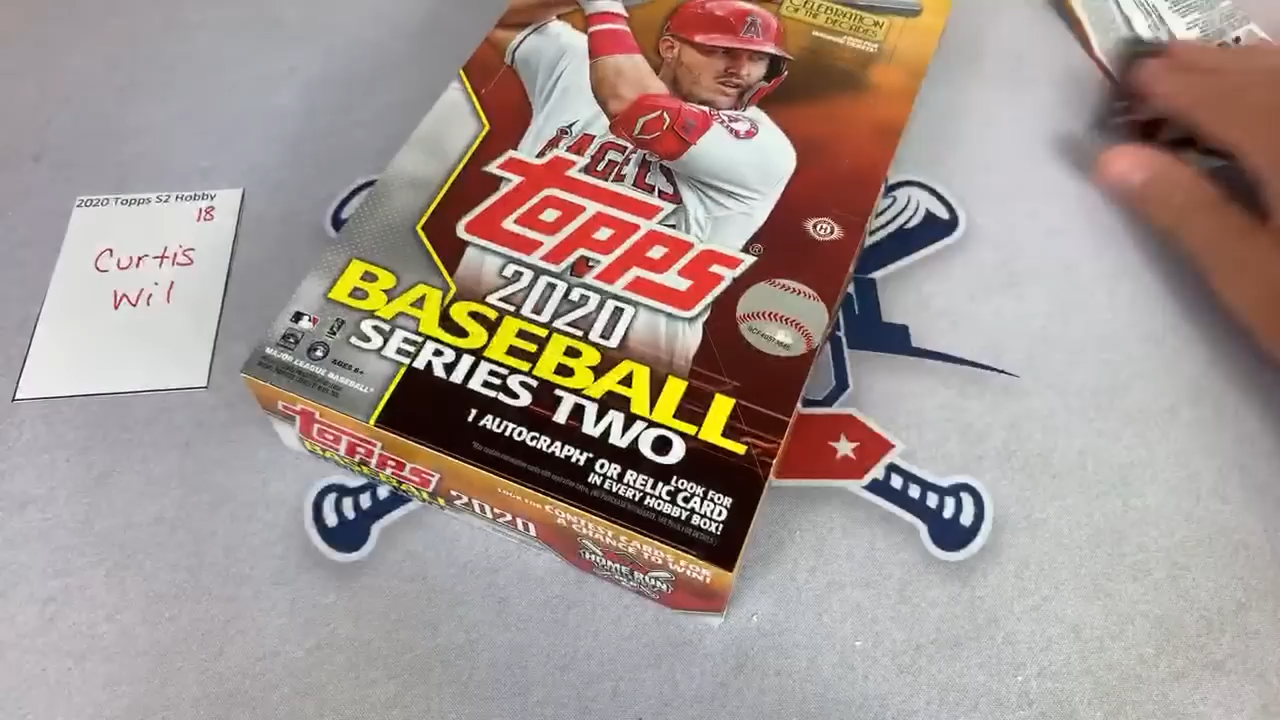 2020 Topps S2 Hobby
18
Curtis
Wil
CELEBRATION
OF THE DECADES
A
ANGELS
TOPPS®
2020
BASEBALL
SERIES TWO
MAJOR LEAGUE BASEBALL
AGES 6+
1 AUTOGRAPH* OR RELIC CARD
LOOK FOR
IN EVERY HOBBY BOX!
TOPPS
BASEBALL
2020
LOOK FOR CONTEST CARDS FOR
A CHANCE TO WIN!
HOME RUN